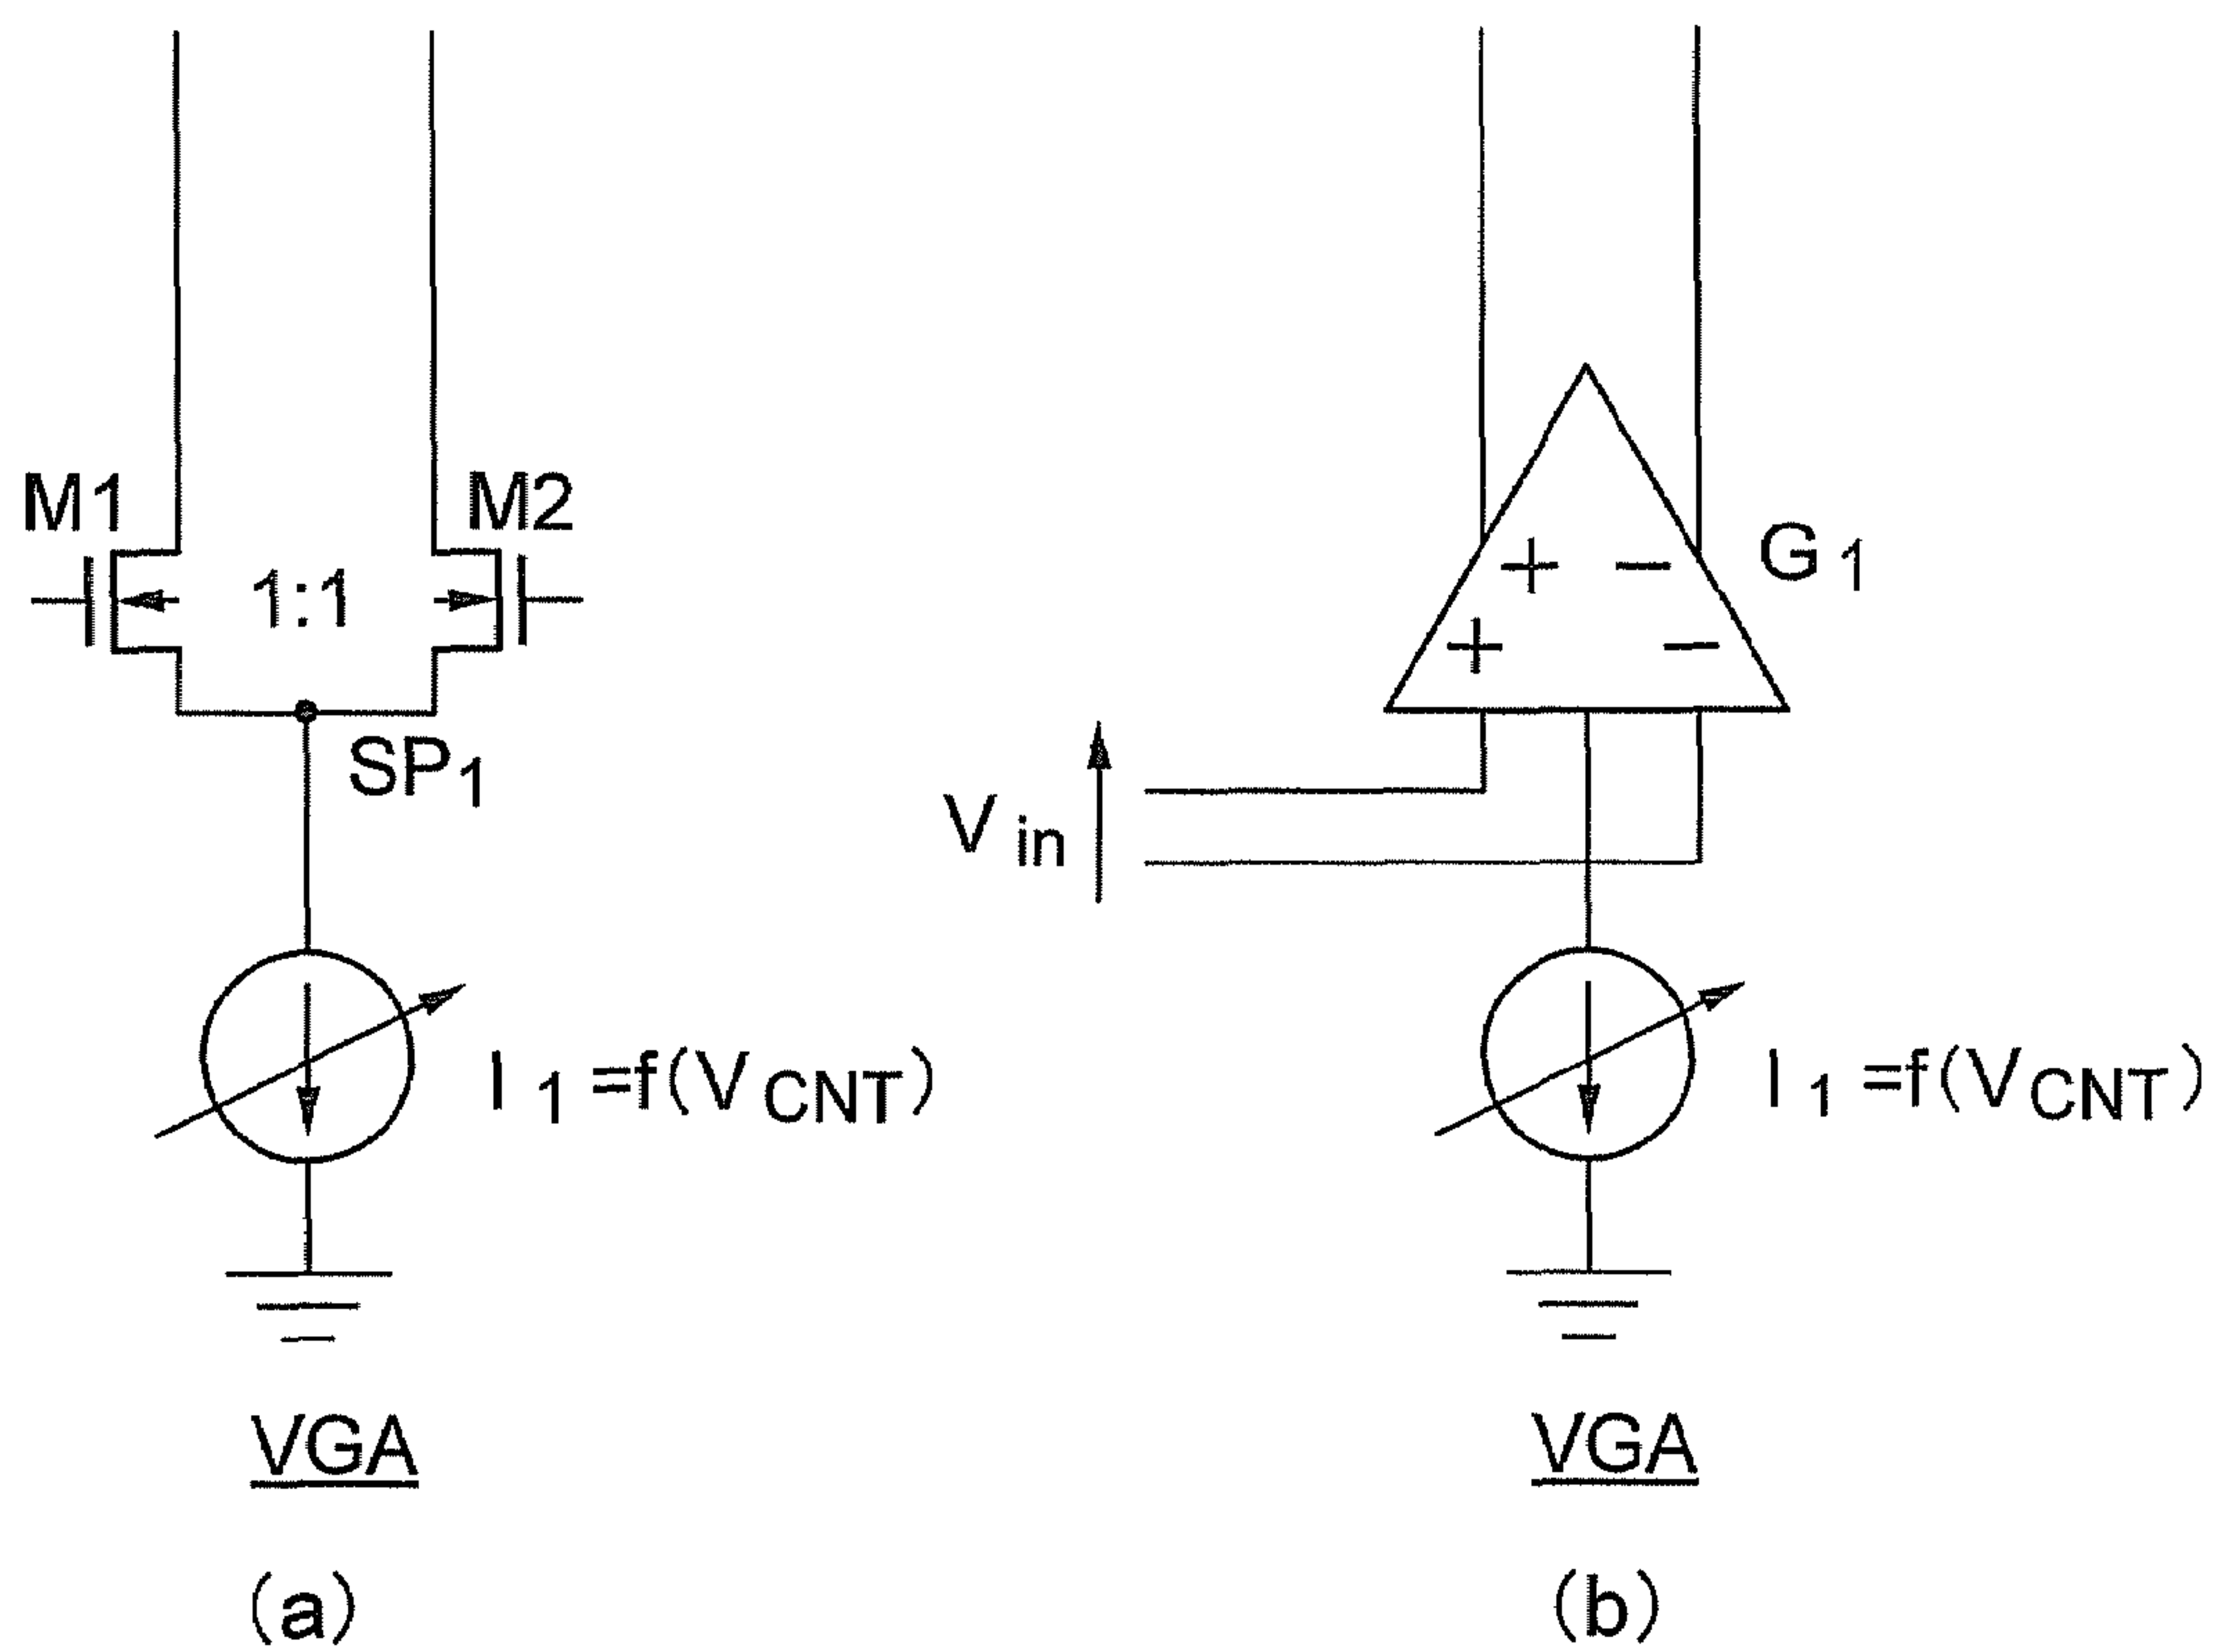 M1
M2
1:1
SP1
I1=f(VCNT)
VGA
(a)
+ −
+ −
G1
Vin
I1=f(VCNT)
VGA
(b)